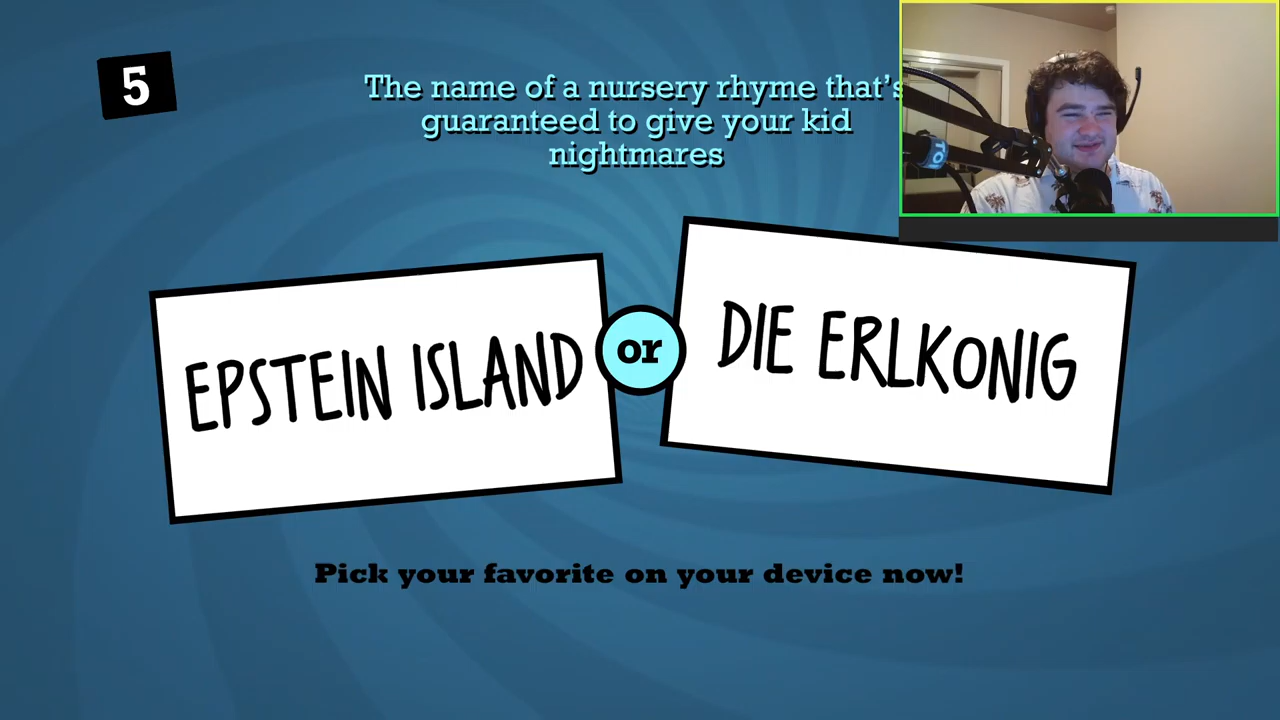 5
The name of a nursery rhyme that's
guaranteed to give your kid
nightmares
EPSTEIN ISLAND
or
DIE ERLKONIG
Pick your favorite on your device now!
TO